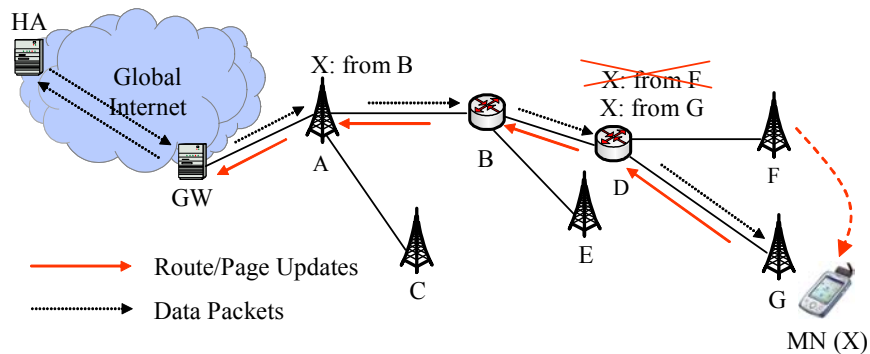 HA
Global
Internet
GW
X: from B
A
B
X: from F
X: from G
D
F
C
E
G
MN (X)
Route/Page Updates
Data Packets